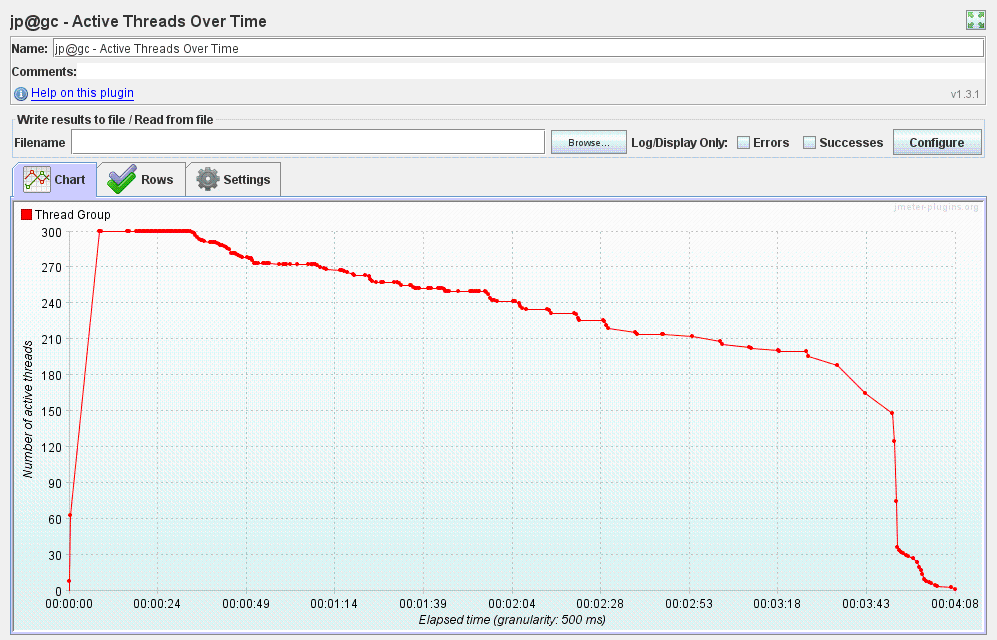 jp@gc - Active Threads Over Time
Name: jp@gc - Active Threads Over Time
Comments:
Help on this plugin
v1.3.1
Write results to file / Read from file
Filename Browse... Log/Display Only: Errors Successes Configure
Chart Rows Settings
jmeter-plugins.org
Thread Group
300
270
240
210
180
150
120
90
60
30
0
Number of active threads
00:00:00 00:00:24 00:00:49 00:01:14 00:01:39 00:02:04 00:02:28 00:02:53 00:03:18 00:03:43 00:04:08
Elapsed time (granularity: 500 ms)